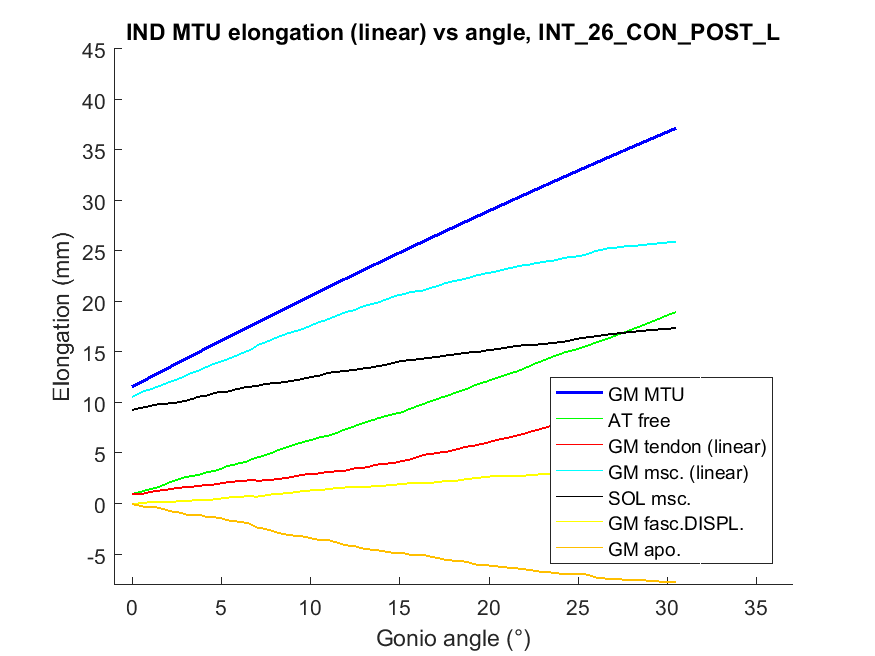 IND MTU elongation (linear) vs angle, INT_26_CON_POST_L
45
40
35
30
25
20
15
10
5
0
-5
Elongation (mm)
GM MTU
AT free
GM tendon (linear)
GM msc. (linear)
SOL msc.
GM fasc.DISPL.
GM apo.
0 5 10 15 20 25 30 35
Gonio angle (°)